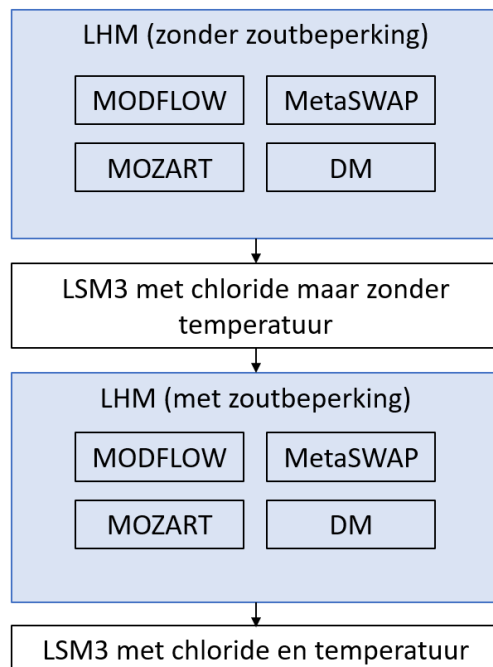 LHM (zonder zoutbeperking)
MODFLOW MetaSWAP
MOZART DM
LSM3 met chloride maar zonder
temperatuur
LHM (met zoutbeperking)
MODFLOW MetaSWAP
MOZART DM
LSM3 met chloride en temperatuur